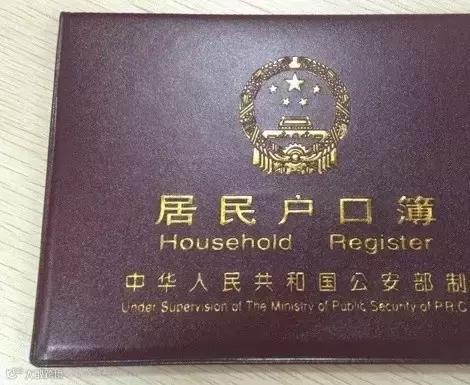 居民户口簿
Household Register
中华人民共和国公安部制
Under Supervision of The Ministry of Public Security of P.R.C